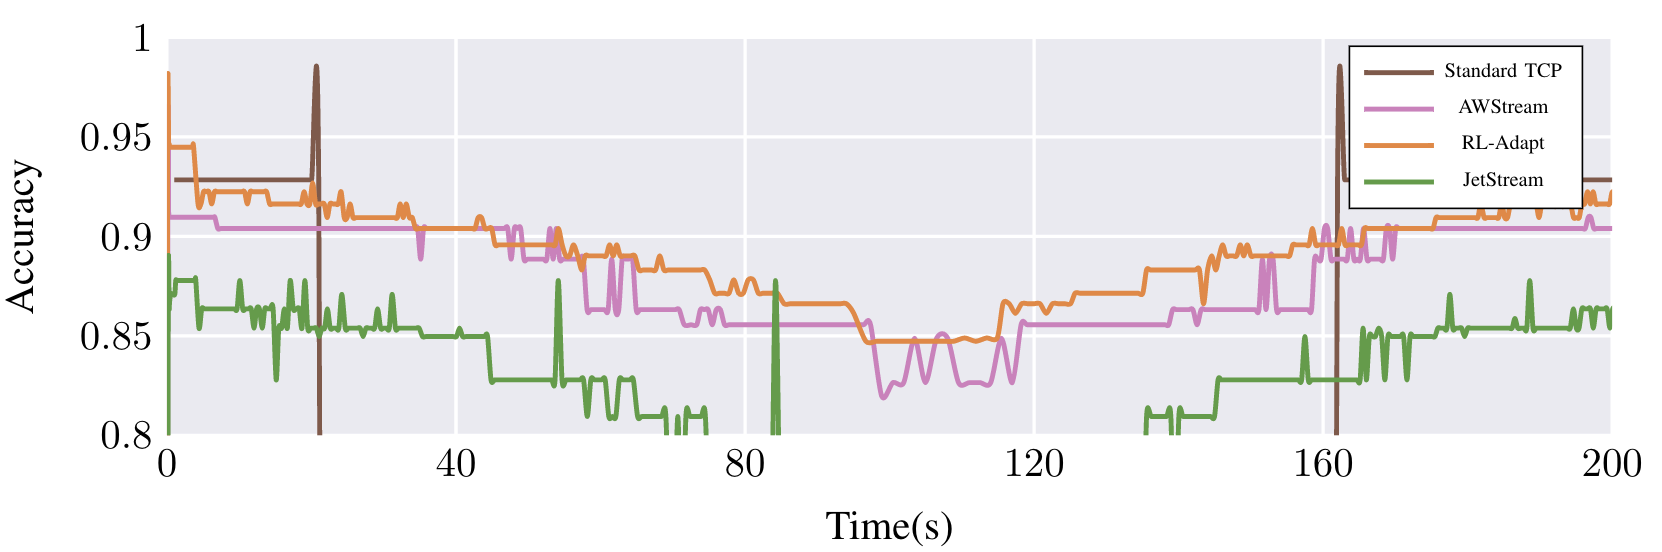 1
0.95
0.9
0.85
0.8
Accuracy
0 40 80 120 160 200
Time(s)
Standard TCP
AWStream
RL-Adapt
JetStream